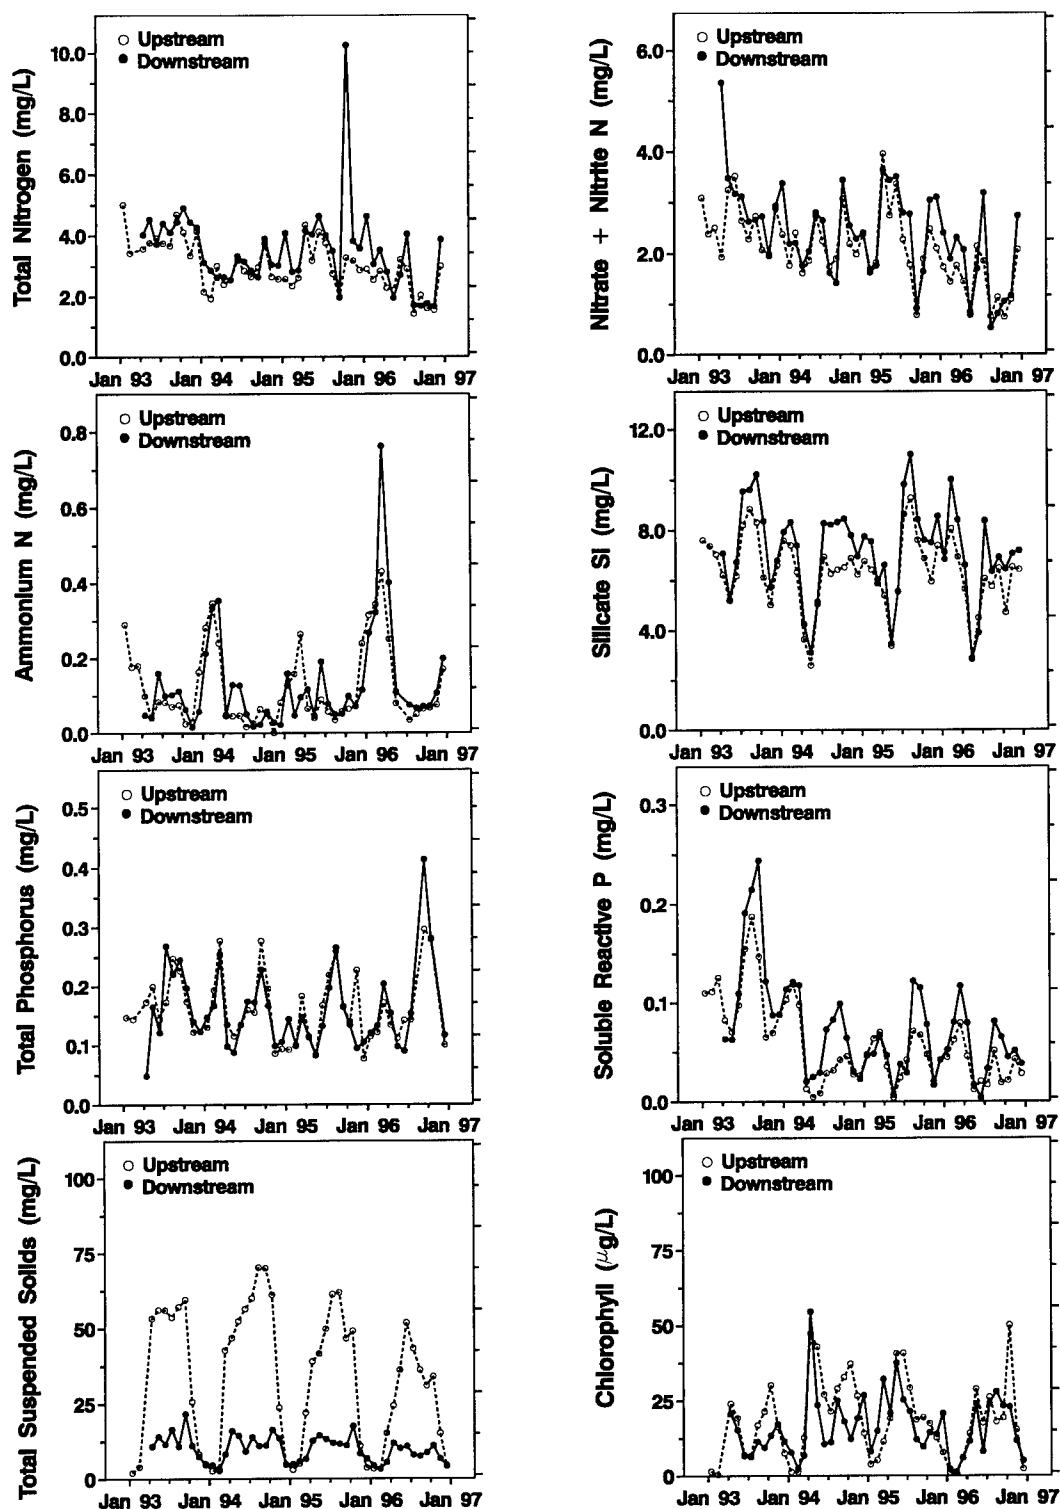 Total Nitrogen (mg/L)
Upstream
Downstream
10.0
8.0
6.0
4.0
2.0
0.0
Jan 93 Jan 94 Jan 95 Jan 96 Jan 97
Nitrate + Nitrite N (mg/L)
Upstream
Downstream
6.0
4.0
2.0
0.0
Jan 93 Jan 94 Jan 95 Jan 96 Jan 97
Ammonium N (mg/L)
Upstream
Downstream
0.8
0.6
0.4
0.2
0.0
Jan 93 Jan 94 Jan 95 Jan 96 Jan 97
Silicate Si (mg/L)
Upstream
Downstream
12.0
8.0
4.0
0.0
Jan 93 Jan 94 Jan 95 Jan 96 Jan 97
Total Phosphorus (mg/L)
Upstream
Downstream
0.5
0.4
0.3
0.2
0.1
0.0
Jan 93 Jan 94 Jan 95 Jan 96 Jan 97
Soluble Reactive P (mg/L)
Upstream
Downstream
0.3
0.2
0.1
0.0
Jan 93 Jan 94 Jan 95 Jan 96 Jan 97
Total Suspended Solids (mg/L)
Upstream
Downstream
100
75
50
25
0
Jan 93 Jan 94 Jan 95 Jan 96 Jan 97
Chlorophyll (μg/L)
Upstream
Downstream
100
75
50
25
0
Jan 93 Jan 94 Jan 95 Jan 96 Jan 97